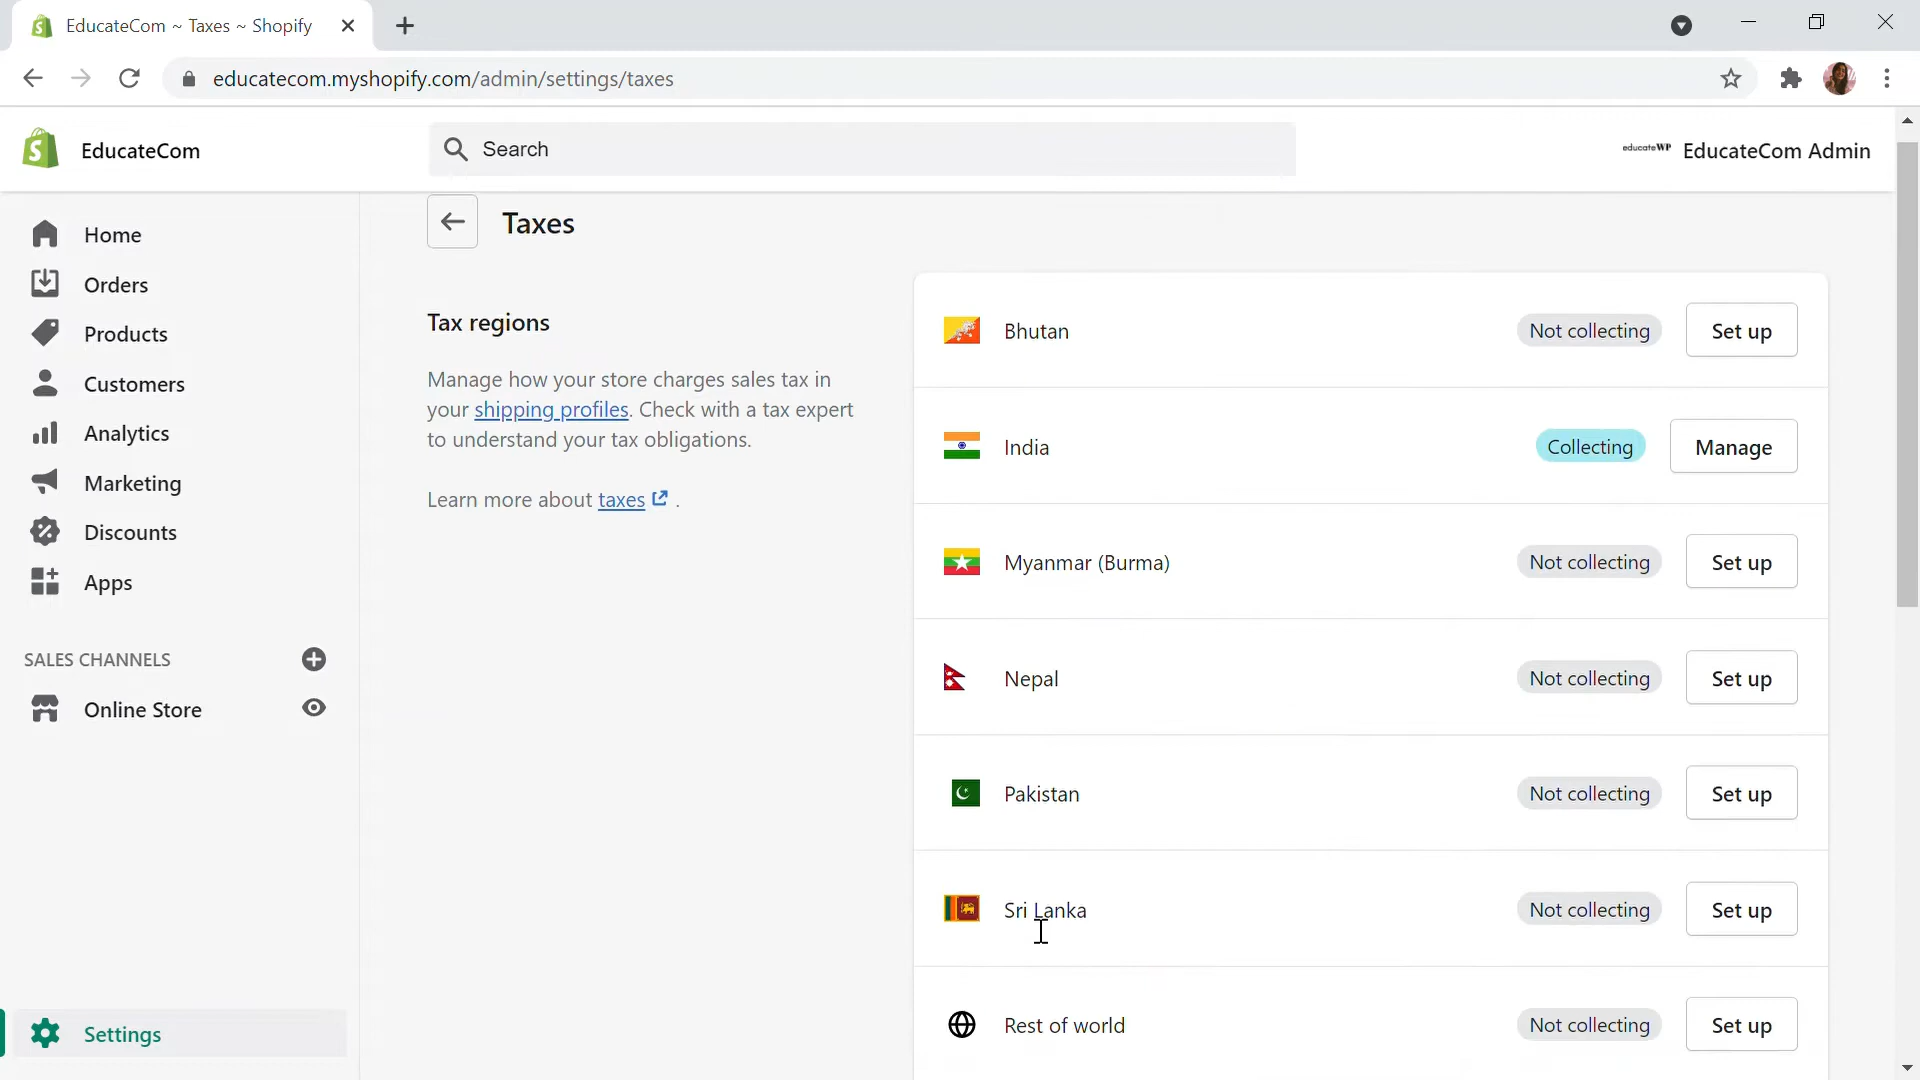 EducateCom ~ Taxes ~ Shopify
educatecom.myshopify.com/admin/settings/taxes
EducateCom
Search
educateWP
EducateCom Admin
Home
Orders
Products
Customers
Analytics
Marketing
Discounts
Apps
SALES CHANNELS
Online Store
Settings
Taxes
Tax regions
Manage how your store charges sales tax in
your shipping profiles. Check with a tax expert
to understand your tax obligations.
Learn more about taxes .
Bhutan Not collecting Set up
India Collecting Manage
Myanmar (Burma) Not collecting Set up
Nepal Not collecting Set up
Pakistan Not collecting Set up
Sri Lanka Not collecting Set up
Rest of world Not collecting Set up